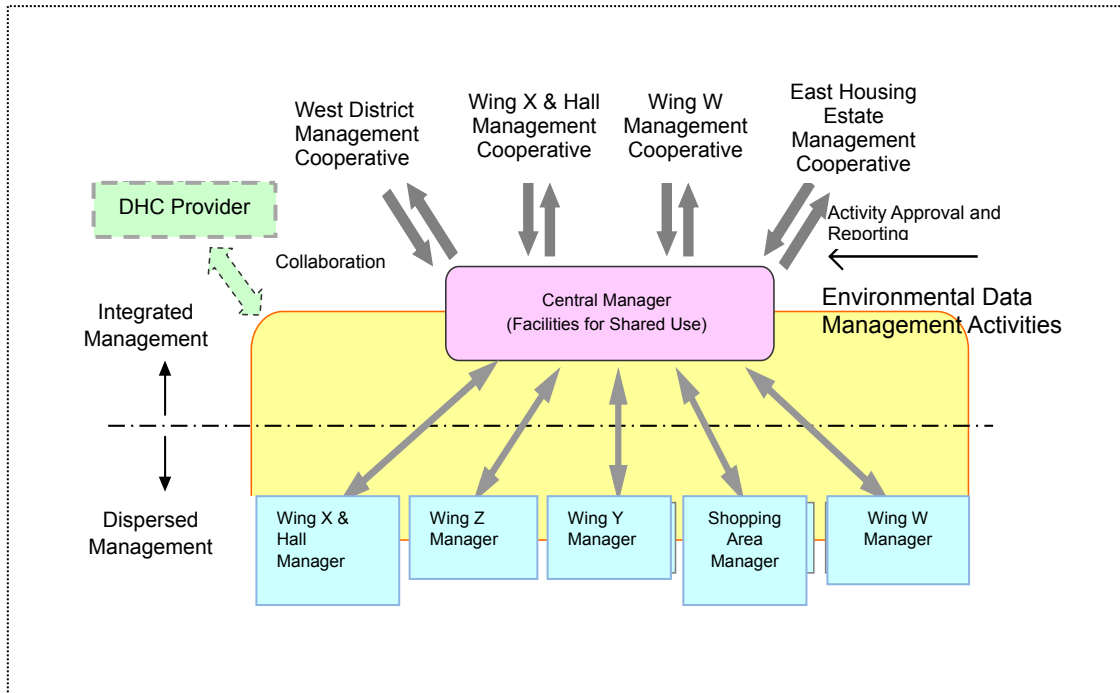 West District
Management
Cooperative
Wing X & Hall
Management
Cooperative
Wing W
Management
Cooperative
East Housing
Estate
Management
Cooperative
DHC Provider
Collaboration
Activity Approval and
Reporting
Central Manager
(Facilities for Shared Use)
Environmental Data
Management Activities
Integrated
Management
Dispersed
Management
Wing X &
Hall
Manager
Wing Z
Manager
Wing Y
Manager
Shopping
Area
Manager
Wing W
Manager